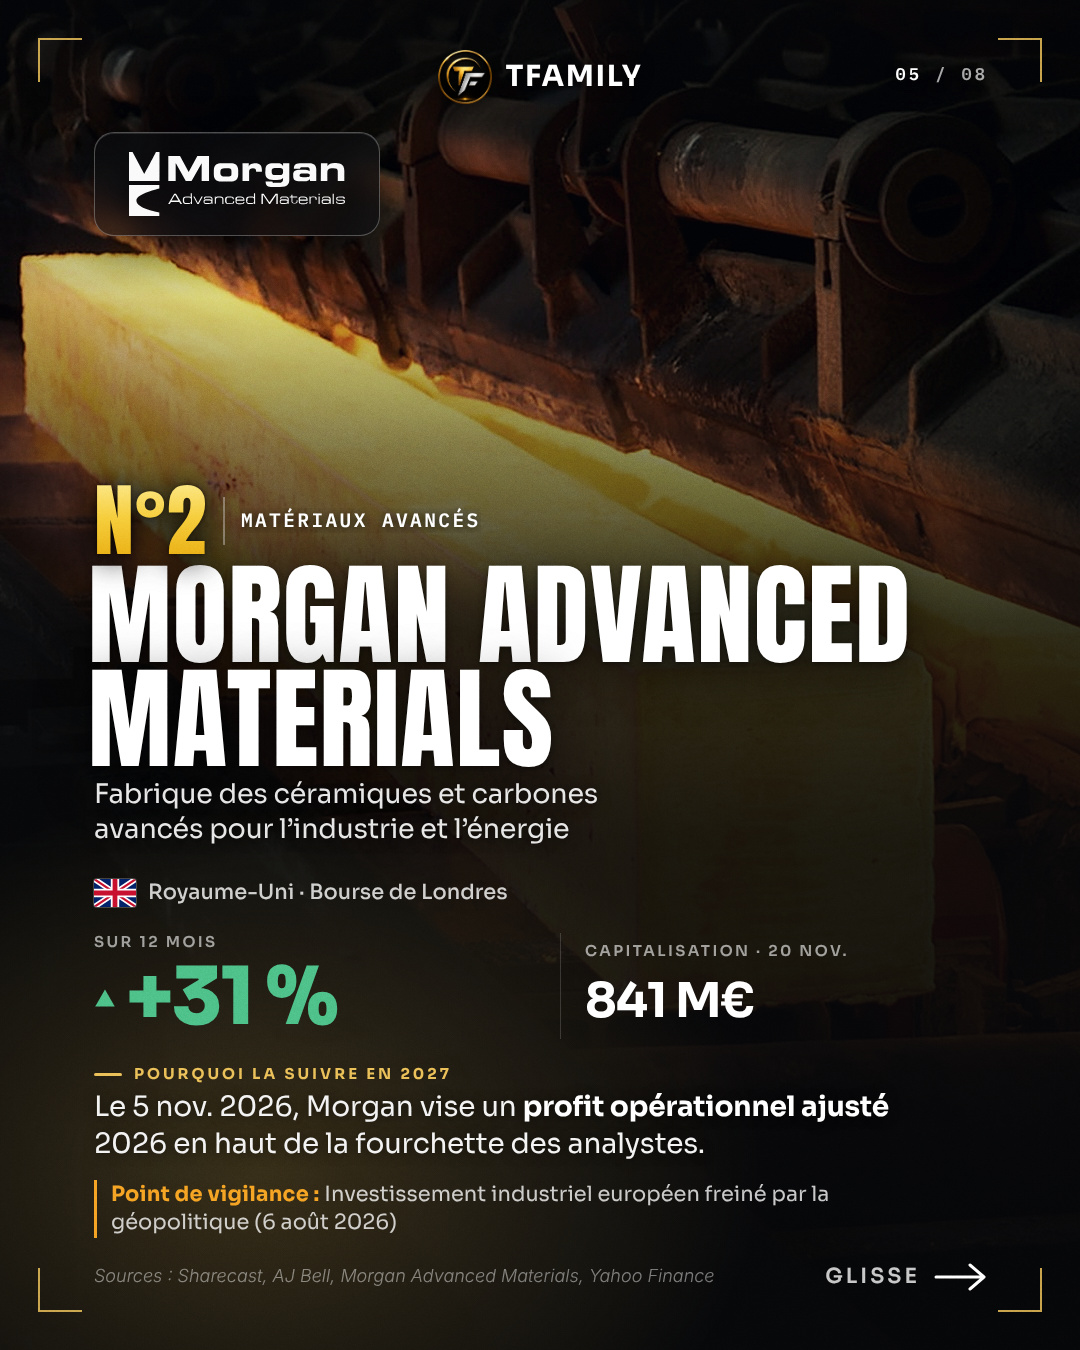 TFAMILY
05 / 08
Morgan
Advanced Materials
N°2
MATÉRIAUX AVANCÉS
MORGAN ADVANCED
MATERIALS
Fabrique des céramiques et carbones
avancés pour l’industrie et l’énergie
Royaume-Uni · Bourse de Londres
SUR 12 MOIS
▲ +31 %
CAPITALISATION · 20 NOV.
841 M€
POURQUOI LA SUIVRE EN 2027
Le 5 nov. 2026, Morgan vise un profit opérationnel ajusté
2026 en haut de la fourchette des analystes.
Point de vigilance : Investissement industriel européen freiné par la
géopolitique (6 août 2026)
Sources : Sharecast, AJ Bell, Morgan Advanced Materials, Yahoo Finance
GLISSE →